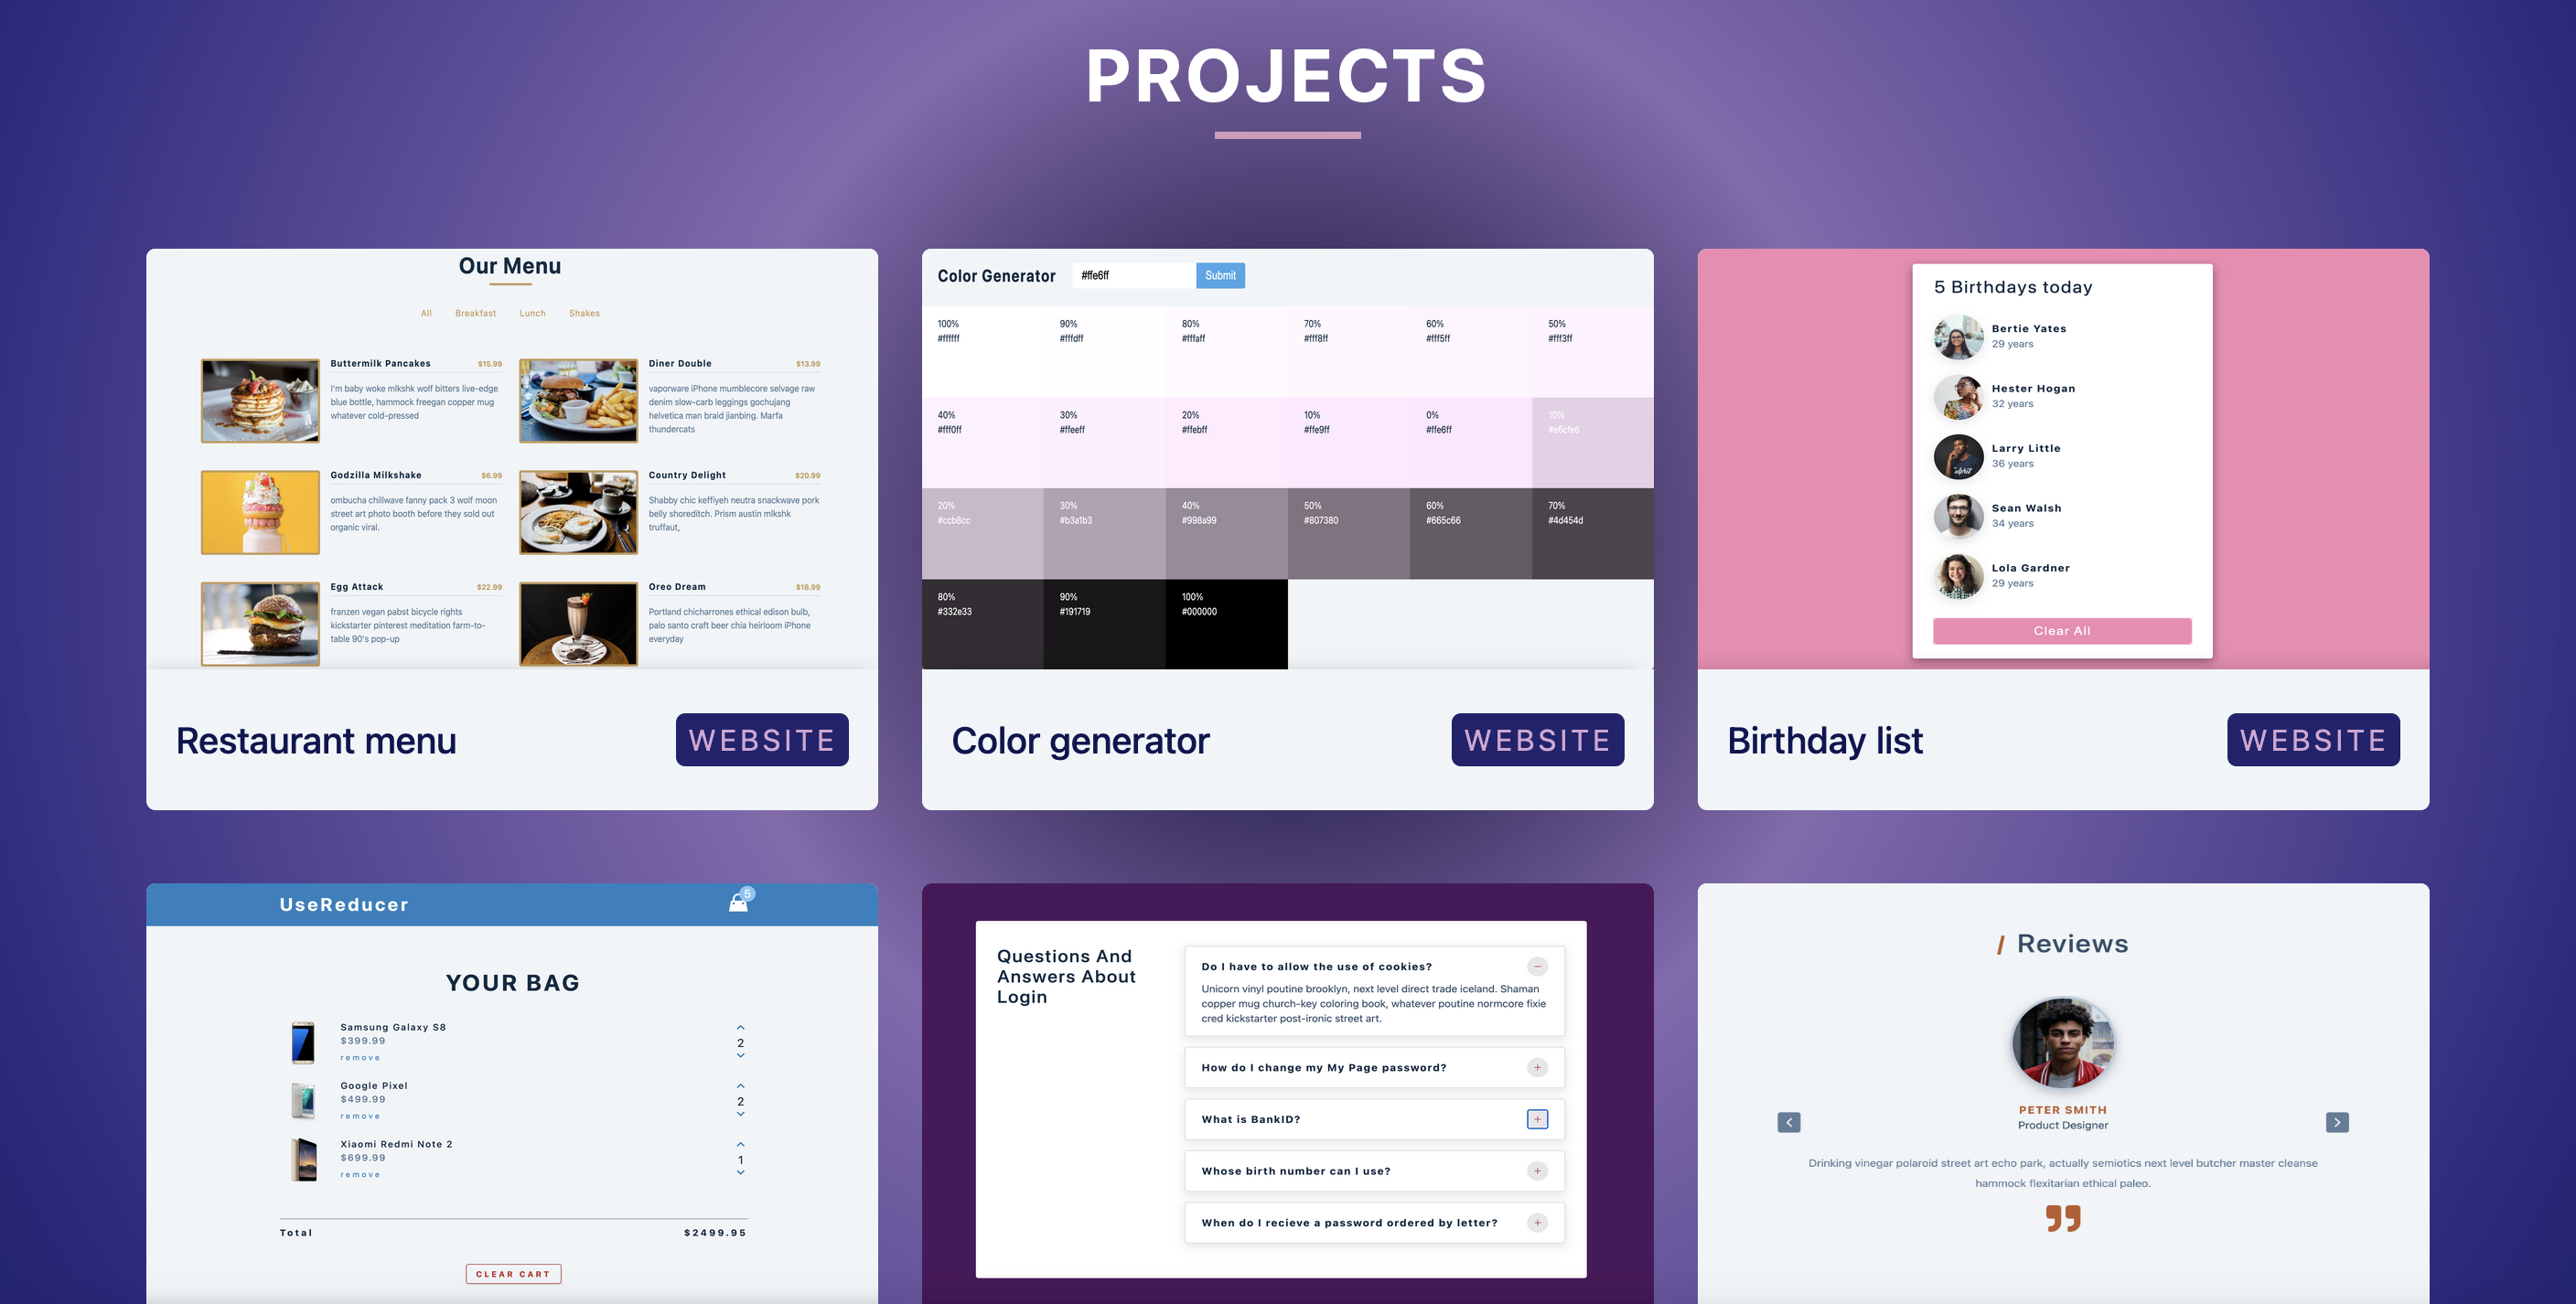 PROJECTS
Our Menu
All Breakfast Lunch Shakes
Buttermilk Pancakes $15.99
I'm baby woke mlkshk wolf bitters live-edge
blue bottle, hammock freegan copper mug
whatever cold-pressed
Diner Double $13.99
vaporware iPhone mumblecore selvage raw
denim slow-carb leggings gochujang
helvetica man braid jianbing. Marfa
thundercats
Godzilla Milkshake $6.99
ombucha chillwave fanny pack 3 wolf moon
street art photo booth before they sold out
organic viral.
Country Delight $20.99
Shabby chic keffiyeh neutra snackwave pork
belly shoreditch. Prism austin mlkshk
truffaut,
Egg Attack $22.99
franzen vegan pabst bicycle rights
kickstarter pinterest meditation farm-to-
table 90's pop-up
Oreo Dream $18.99
Portland chicharrones ethical edison bulb,
palo santo craft beer chia heirloom iPhone
everyday
Restaurant menu WEBSITE
Color Generator #ffe6ff Submit
100% 90% 80% 70% 60% 50%
#ffffff #fffdff #fffaff #fff8ff #fff5ff #fff3ff
40% 30% 20% 10% 0% 10%
#fff0ff #ffeeff #ffebff #ffe9ff #ffe6ff #e6cfe6
20% 30% 40% 50% 60% 70%
#ccb8cc #b3a1b3 #998a99 #807380 #665c66 #4d454d
80% 90% 100%
#332e33 #191719 #000000
Color generator WEBSITE
5 Birthdays today
Bertie Yates
29 years
Hester Hogan
32 years
Larry Little
36 years
Sean Walsh
34 years
Lola Gardner
29 years
Clear All
Birthday list WEBSITE
UseReducer 5
YOUR BAG
Samsung Galaxy S8
$399.99
remove
2
Google Pixel
$499.99
remove
2
Xiaomi Redmi Note 2
$699.99
remove
1
Total $2499.95
CLEAR CART
Questions And
Answers About
Login
Do I have to allow the use of cookies?
Unicorn vinyl poutine brooklyn, next level direct trade iceland. Shaman
copper mug church-key coloring book, whatever poutine normcore fixie
cred kickstarter post-ironic street art.
How do I change my My Page password?
What is BankID?
Whose birth number can I use?
When do I recieve a password ordered by letter?
/ Reviews
PETER SMITH
Product Designer
Drinking vinegar polaroid street art echo park, actually semiotics next level butcher master cleanse
hammock flexitarian ethical paleo.